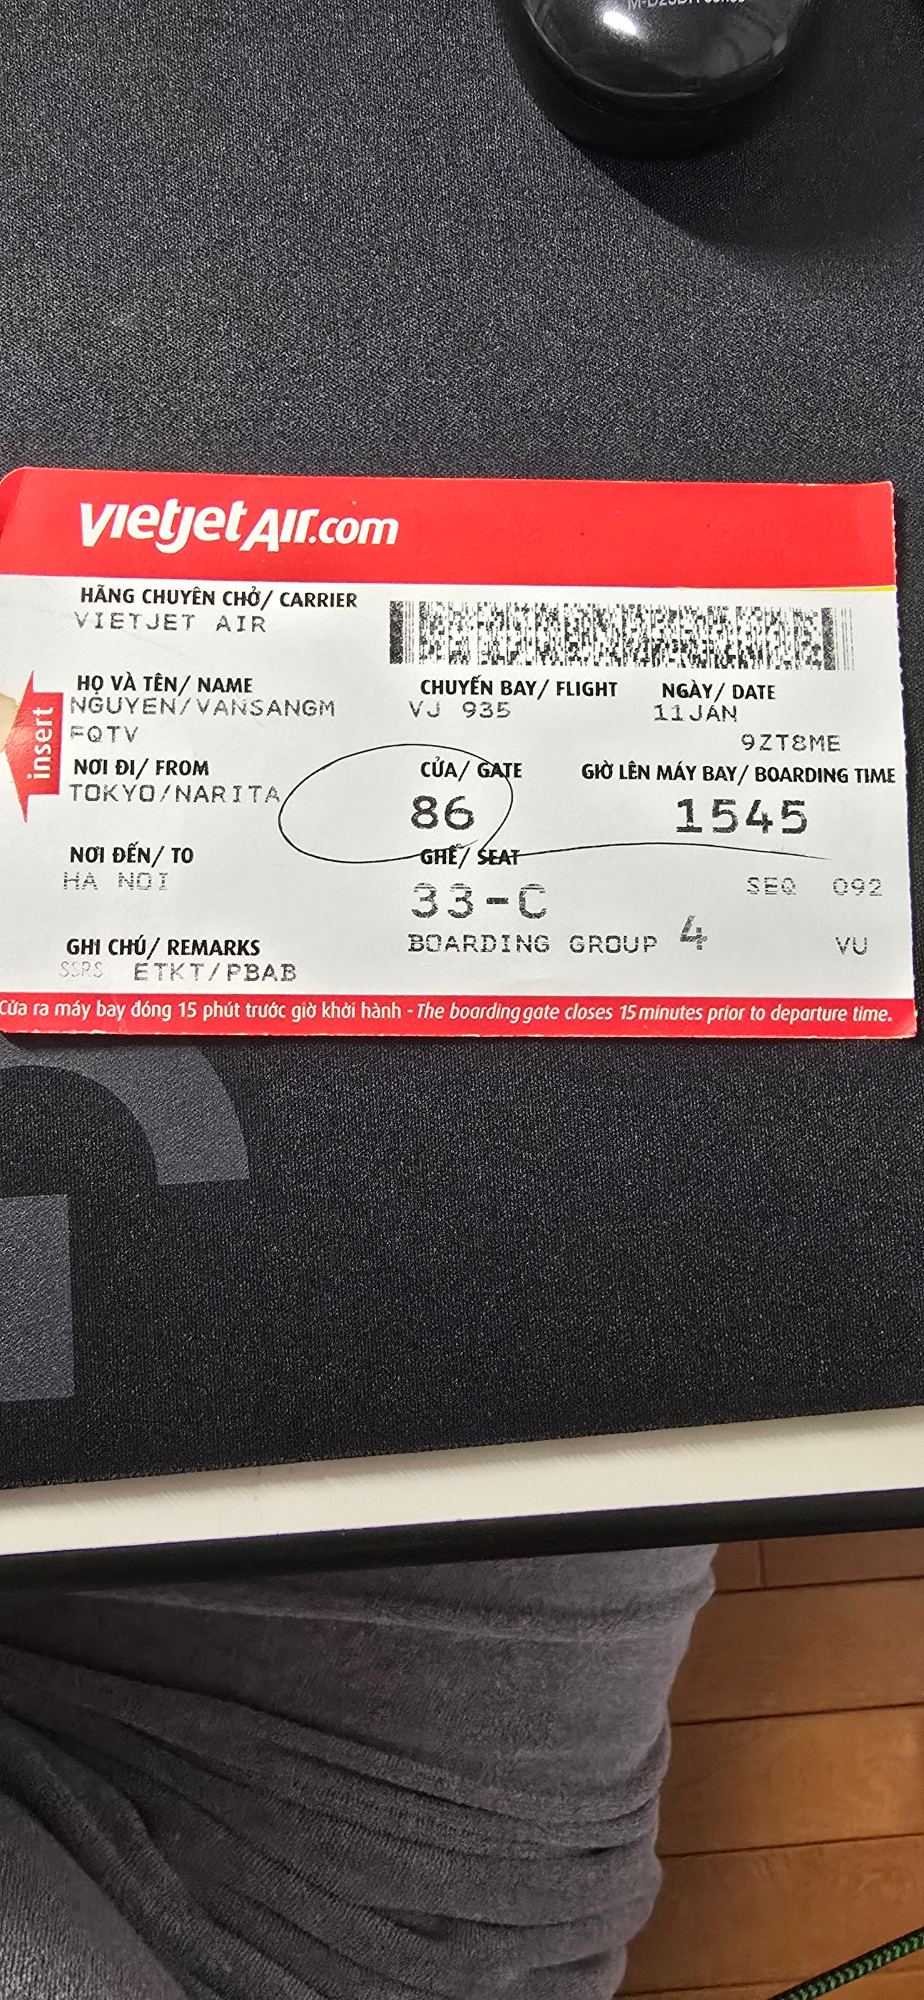 vietjetAir.com
HÃNG CHUYÊN CHỞ/ CARRIER
VIETJET AIR
HỌ VÀ TÊN/ NAME
NGUYEN/VANSANGM
FQTV
CHUYẾN BAY/ FLIGHT
VJ 935
NGÀY/ DATE
11JAN
9ZT8ME
insert
NƠI ĐI/ FROM
TOKYO/NARITA
CỬA/ GATE
86
GIỜ LÊN MÁY BAY/ BOARDING TIME
1545
NƠI ĐẾN/ TO
HA NOI
GHẾ/ SEAT
33-C
SEQ 092
GHI CHÚ/ REMARKS
SSRS ETKT/PBAB
BOARDING GROUP 4
VU
Cửa ra máy bay đóng 15 phút trước giờ khởi hành - The boarding gate closes 15 minutes prior to departure time.